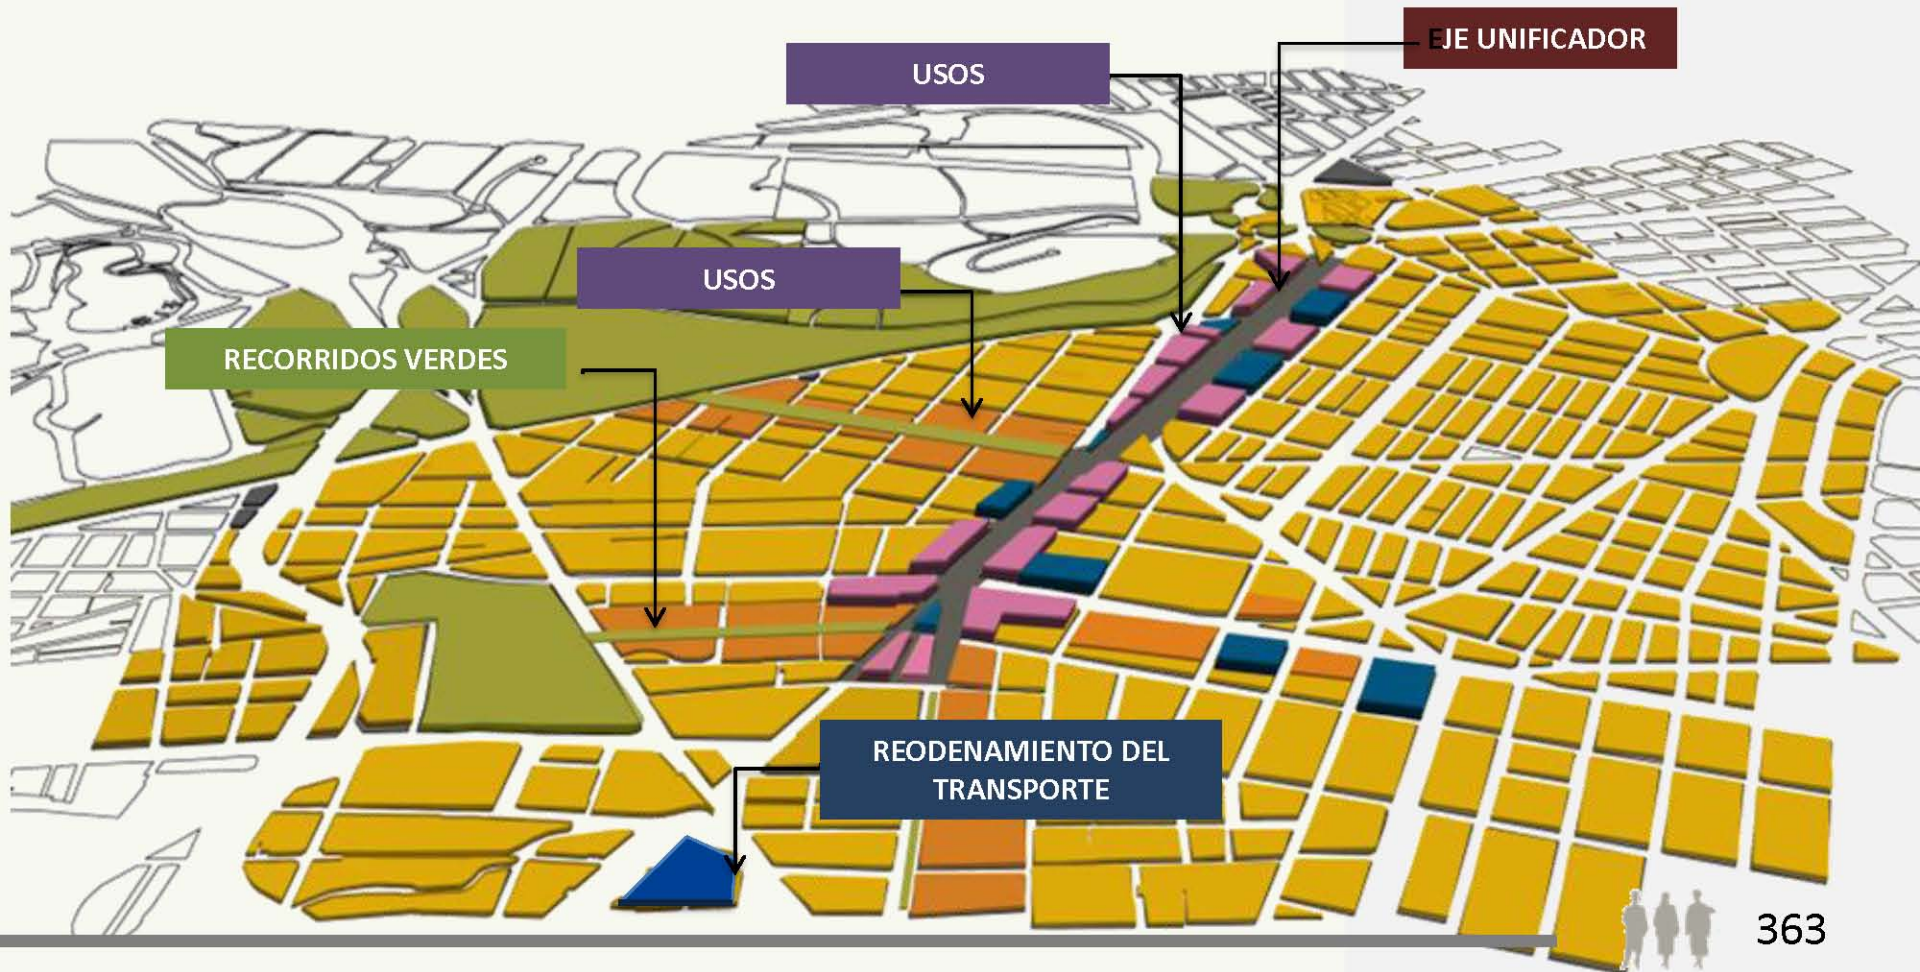 EJE UNIFICADOR
USOS
USOS
RECORRIDOS VERDES
REODENAMIENTO DEL
TRANSPORTE
363